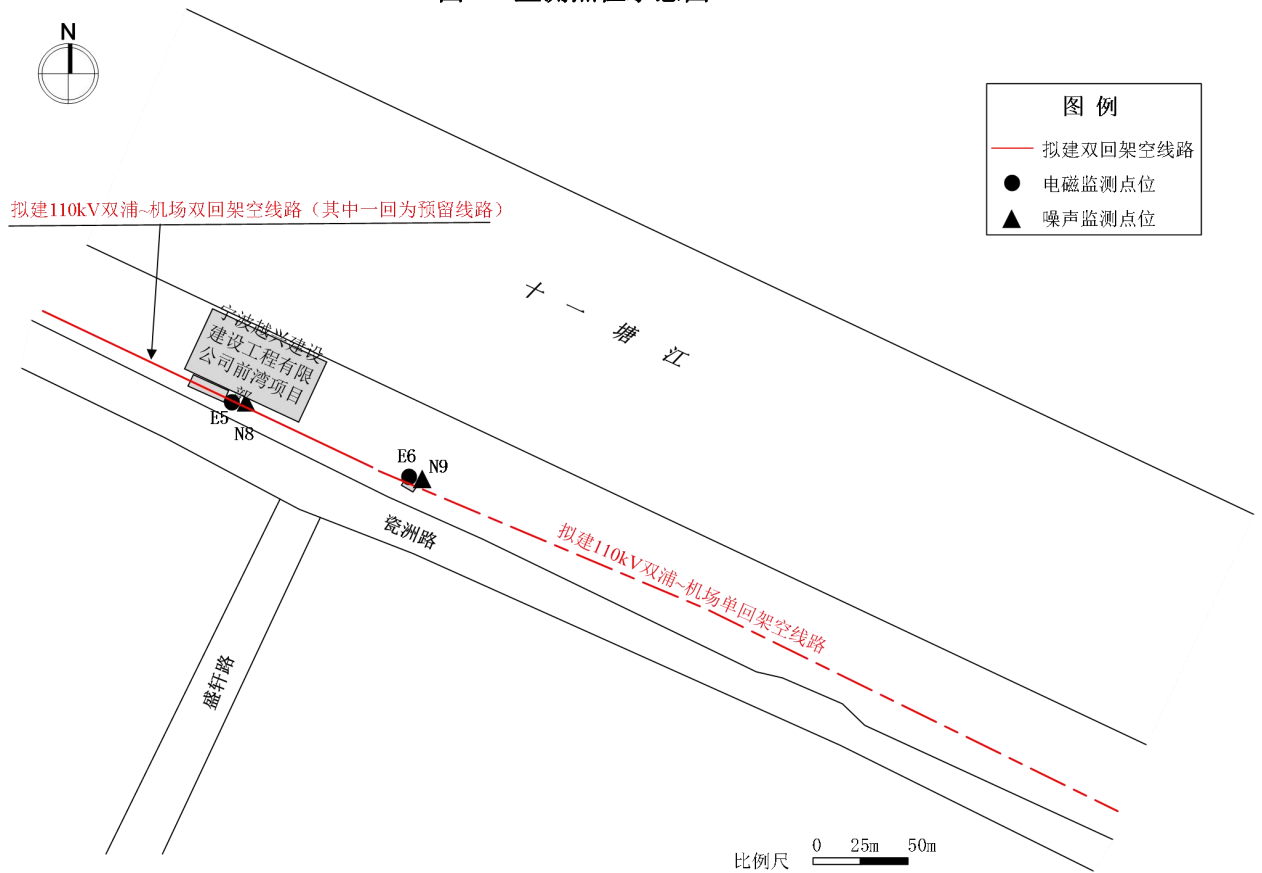 N
图 例
拟建双回架空线路
电磁监测点位
噪声监测点位
拟建110kV双浦~机场双回架空线路（其中一回为预留线路）
十一塘江
宁波越兴建设
建设工程有限
公司前湾项目
部
E5
N8
E6
N9
瓷洲路
拟建110kV双浦~机场单回架空线路
盛轩路
比例尺
0 25m 50m